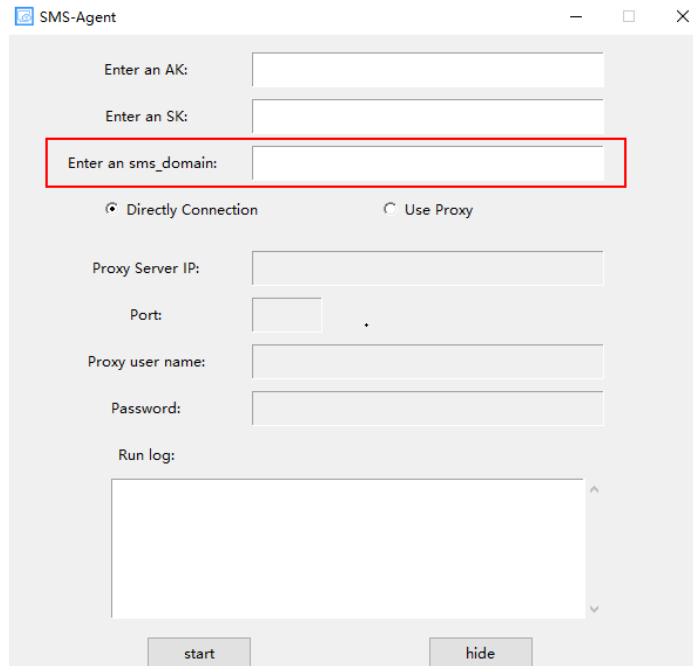 SMS-Agent
Enter an AK:
Enter an SK:
Enter an sms_domain:
Directly Connection Use Proxy
Proxy Server IP:
Port:
Proxy user name:
Password:
Run log:
start hide